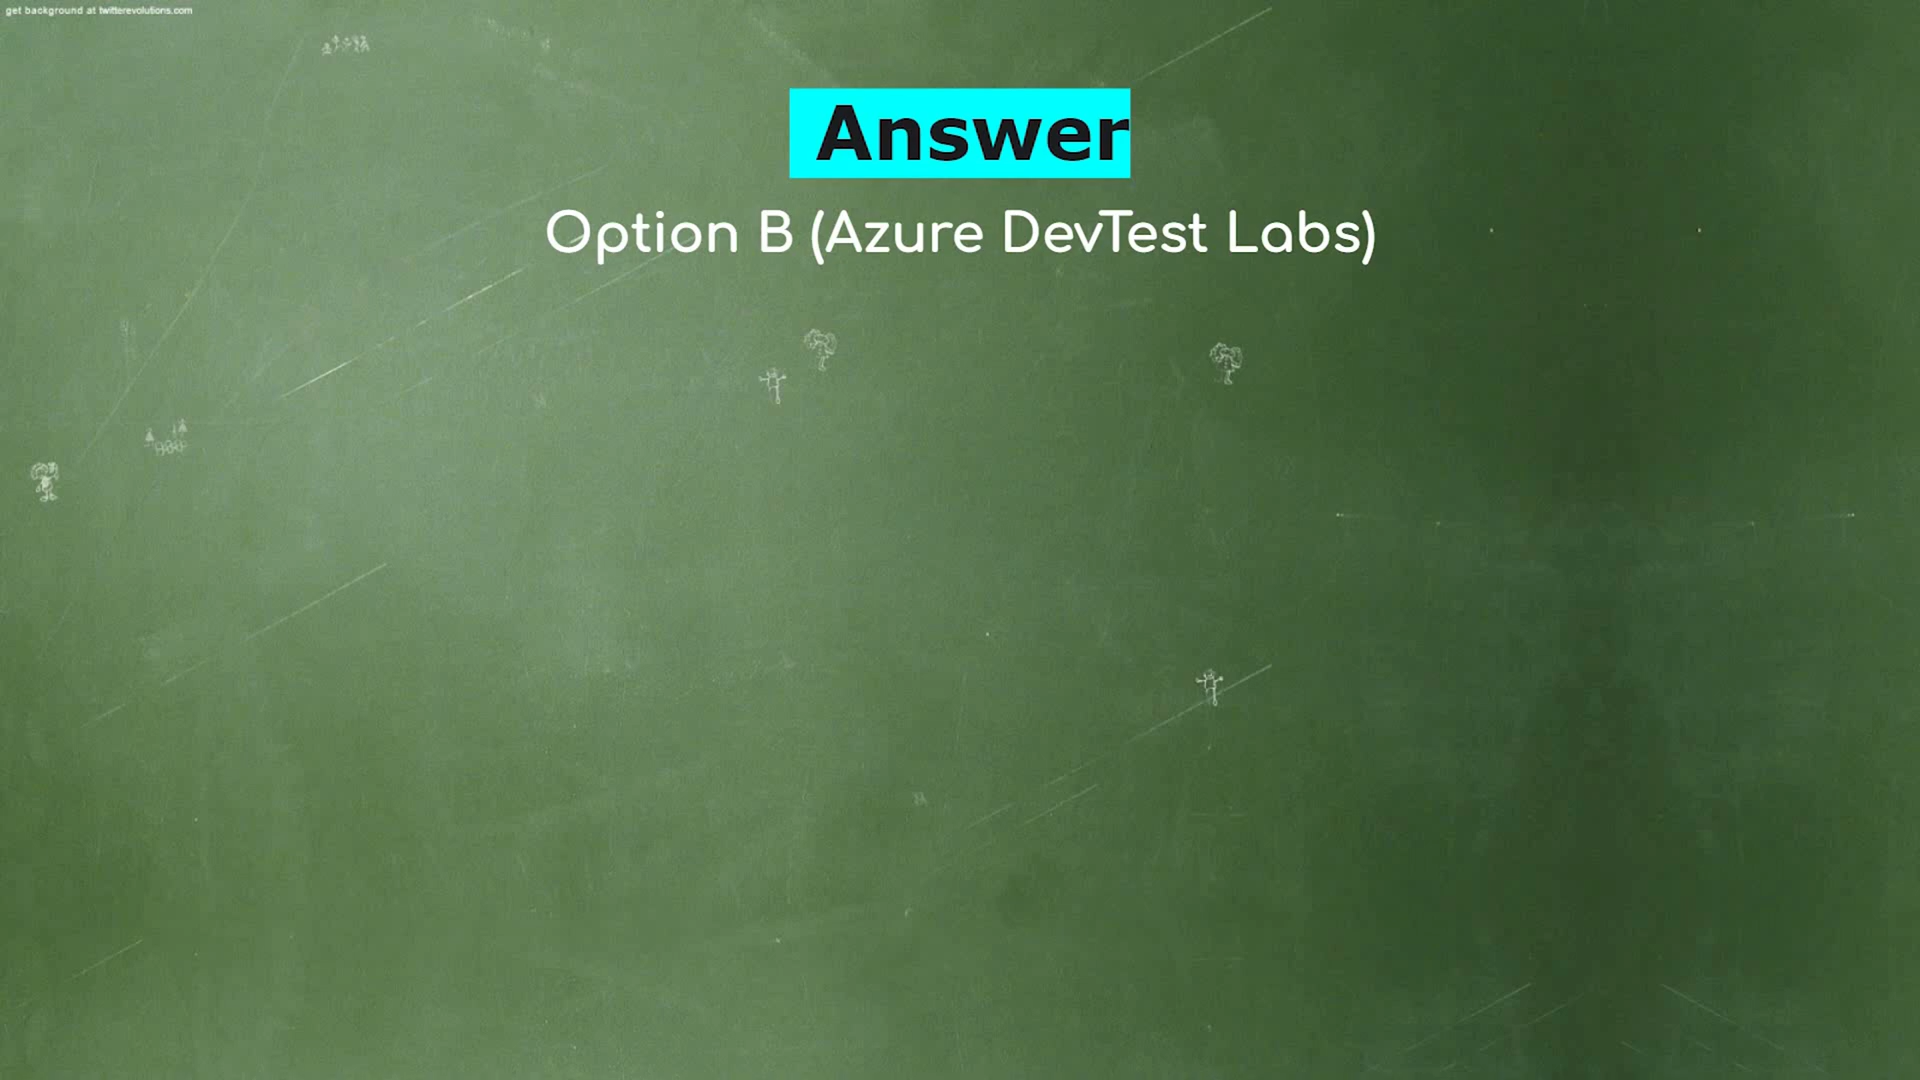 get background at twitterevolutions.com
Answer
Option B (Azure DevTest Labs)